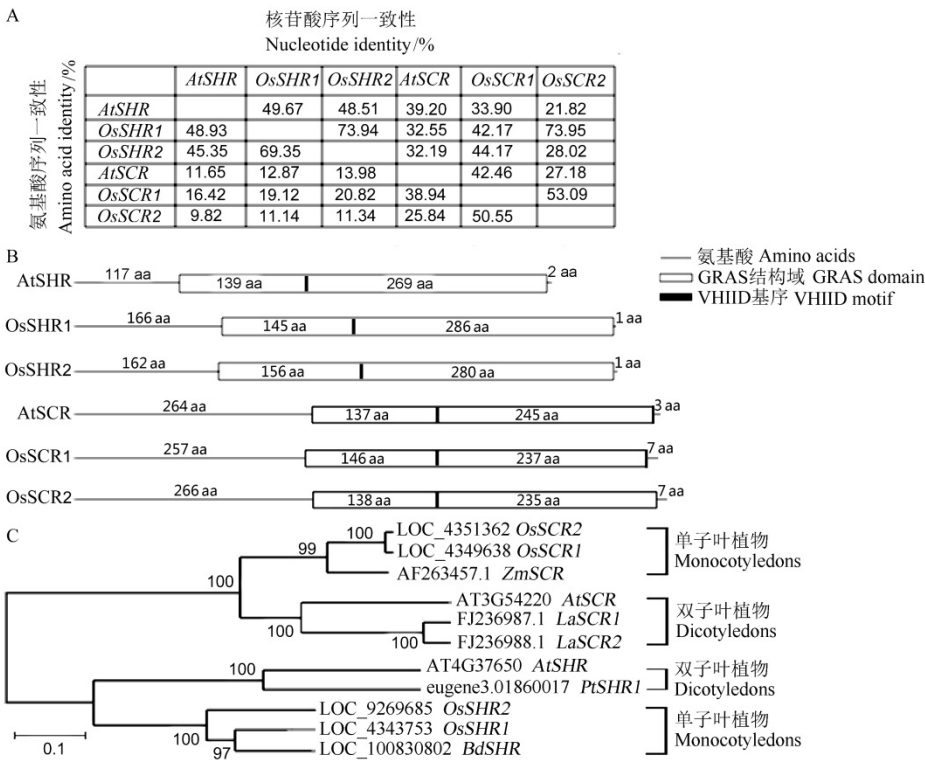 A
核苷酸序列一致性
Nucleotide identity/%
氨基酸序列一致性
Amino acid identity/%
AtSHR OsSHR1 OsSHR2 AtSCR OsSCR1 OsSCR2
AtSHR 49.67 48.51 39.20 33.90 21.82
OsSHR1 48.93 73.94 32.55 42.17 73.95
OsSHR2 45.35 69.35 32.19 44.17 28.02
AtSCR 11.65 12.87 13.98 42.46 27.18
OsSCR1 16.42 19.12 20.82 38.94 53.09
OsSCR2 9.82 11.14 11.34 25.84 50.55
B
氨基酸 Amino acids
GRAS结构域 GRAS domain
VHIID基序 VHIID motif
AtSHR 117 aa 139 aa 269 aa 2 aa
OsSHR1 166 aa 145 aa 286 aa 1 aa
OsSHR2 162 aa 156 aa 280 aa 1 aa
AtSCR 264 aa 137 aa 245 aa 3 aa
OsSCR1 257 aa 146 aa 237 aa 7 aa
OsSCR2 266 aa 138 aa 235 aa 7 aa
C
100 LOC_4351362 OsSCR2
99 LOC_4349638 OsSCR1
AF263457.1 ZmSCR
单子叶植物
Monocotyledons
100
AT3G54220 AtSCR
100 FJ236987.1 LaSCR1
100 FJ236988.1 LaSCR2
双子叶植物
Dicotyledons
100 AT4G37650 AtSHR
eugene3.01860017 PtSHR1
双子叶植物
Dicotyledons
LOC_9269685 OsSHR2
100 LOC_4343753 OsSHR1
97 LOC_100830802 BdSHR
单子叶植物
Monocotyledons
0.1